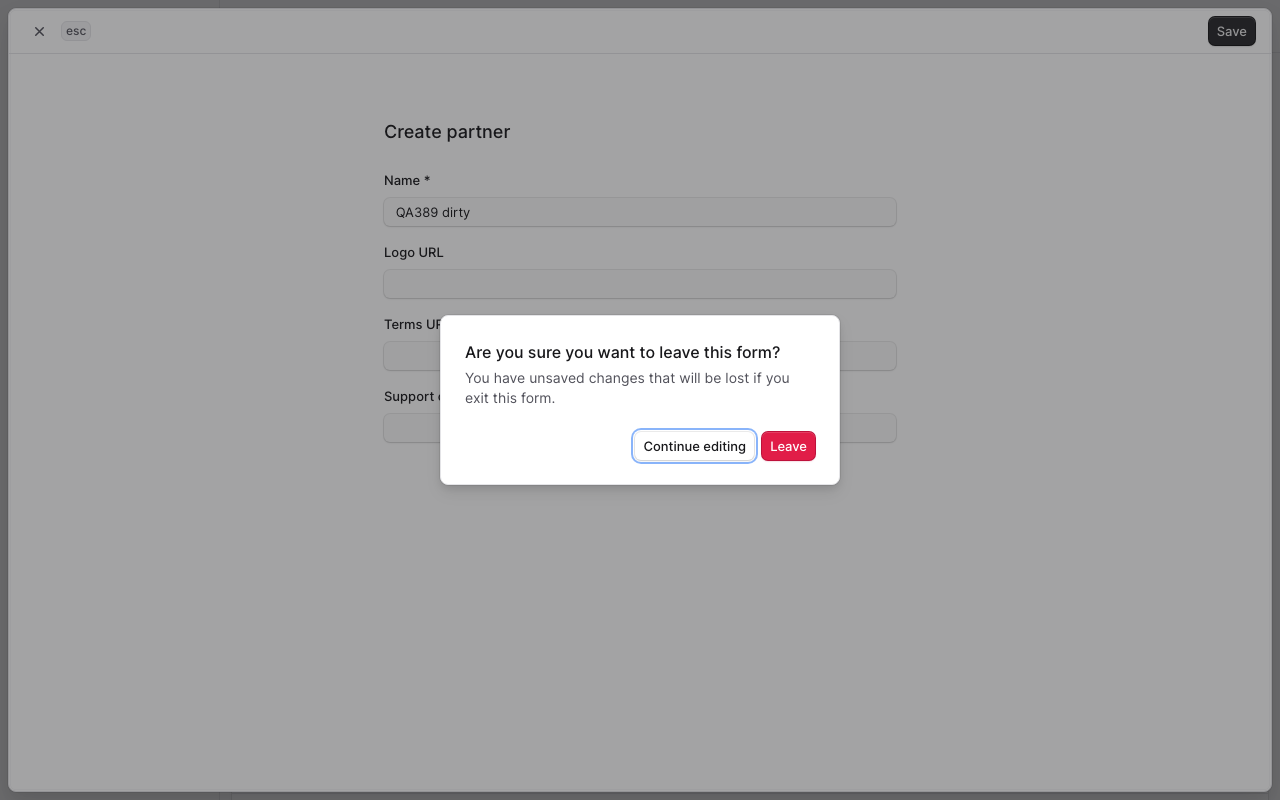 esc
Save
Create partner
Name *
QA389 dirty
Logo URL
Terms
Support
Are you sure you want to leave this form?
You have unsaved changes that will be lost if you
exit this form.
Continue editing
Leave